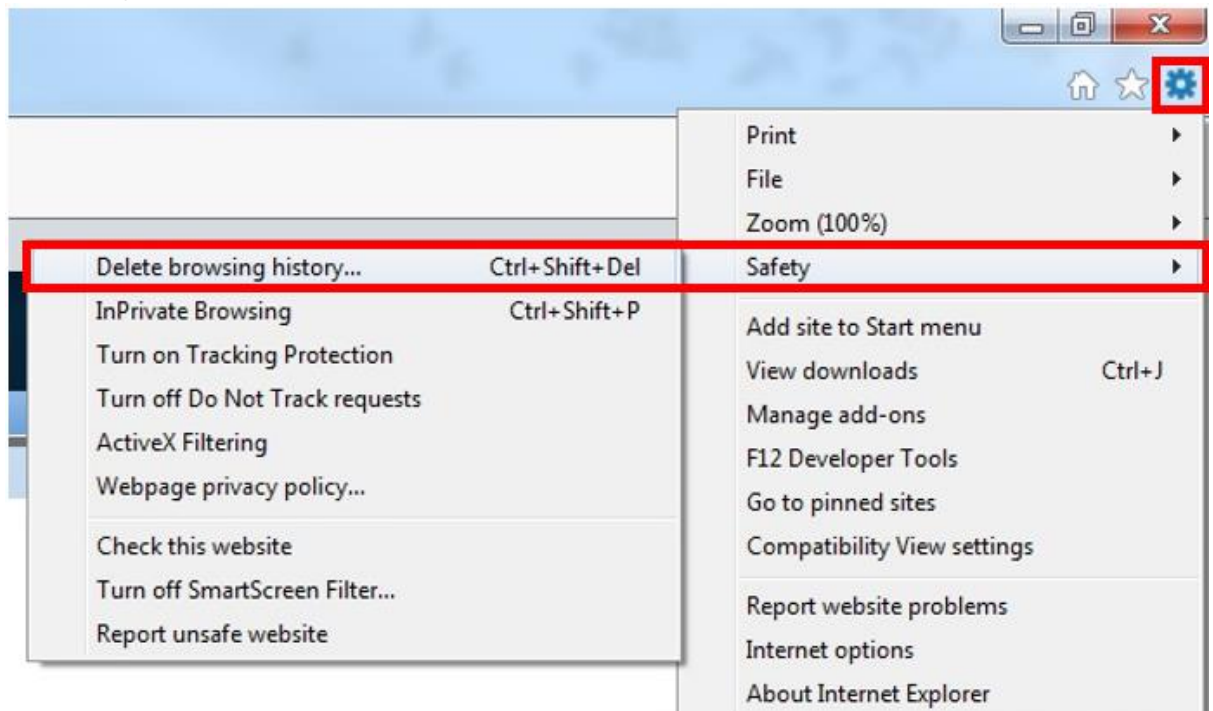 Print
File
Zoom (100%)
Safety
Add site to Start menu
View downloads Ctrl+J
Manage add-ons
F12 Developer Tools
Go to pinned sites
Compatibility View settings
Report website problems
Internet options
About Internet Explorer
Delete browsing history... Ctrl+Shift+Del
InPrivate Browsing Ctrl+Shift+P
Turn on Tracking Protection
Turn off Do Not Track requests
ActiveX Filtering
Webpage privacy policy...
Check this website
Turn off SmartScreen Filter...
Report unsafe website